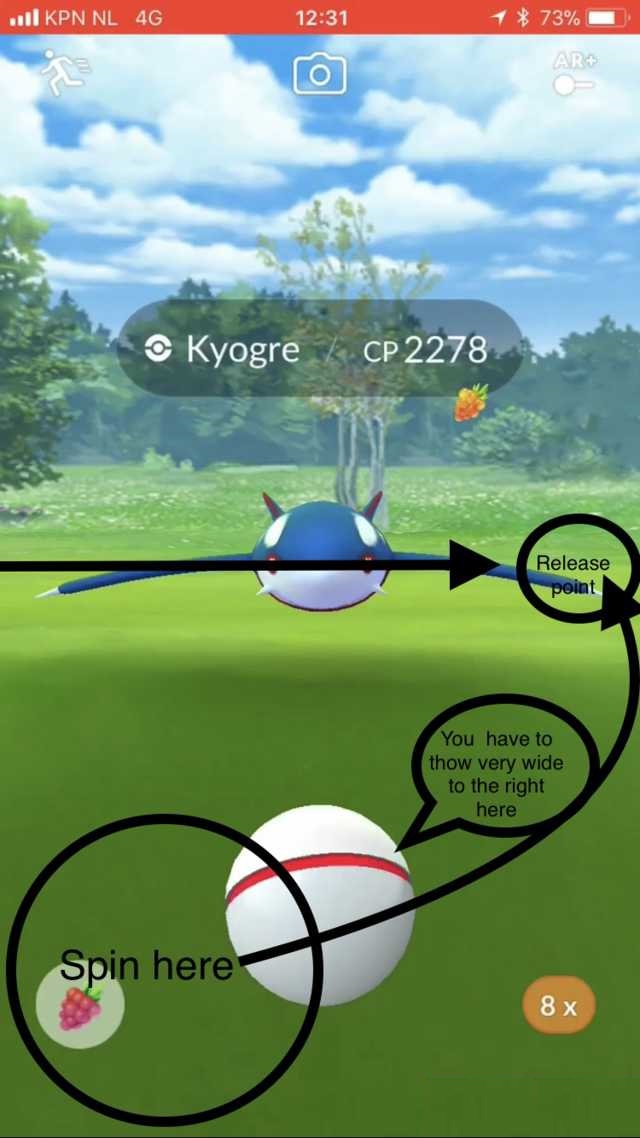 KPN NL 4G 12:31 73%
AR+
Kyogre / CP 2278
Release
point
You have to
thow very wide
to the right
here
Spin here
8 x